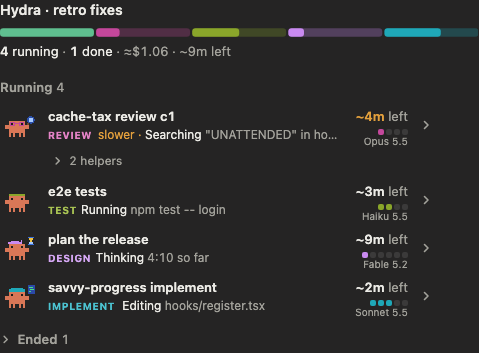 Hydra · retro fixes
4 running · 1 done · ≈$1.06 · ~9m left
Running 4
cache-tax review c1
~4m left
REVIEW slower · Searching "UNATTENDED" in ho...
Opus 5.5
2 helpers
e2e tests
~3m left
TEST Running npm test -- login
Haiku 5.5
plan the release
~9m left
DESIGN Thinking 4:10 so far
Fable 5.2
savvy-progress implement
~2m left
IMPLEMENT Editing hooks/register.tsx
Sonnet 5.5
Ended 1